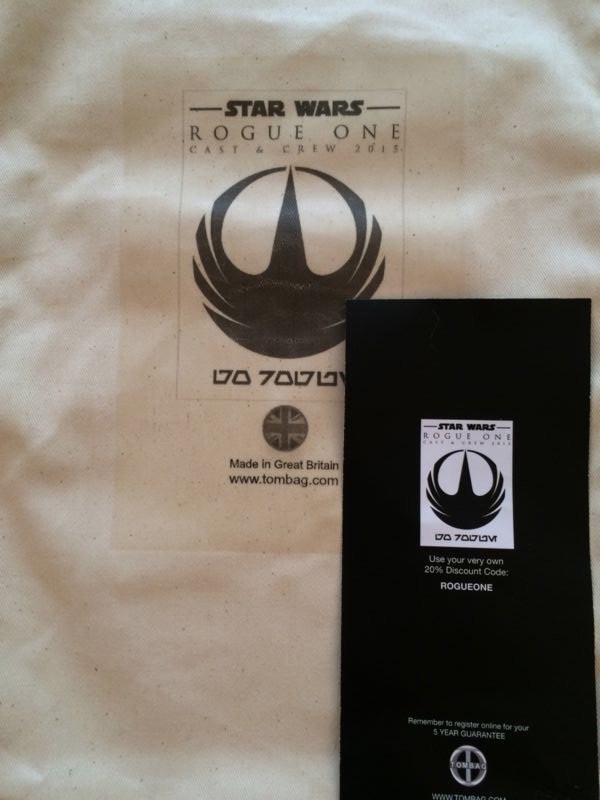 STAR WARS
ROGUE ONE
CAST & CREW 2015
Made in Great Britain
www.tombag.com
STAR WARS
ROGUE ONE
CAST & CREW 2015
Use your very own
20% Discount Code:
ROGUEONE
Remember to register online for your
5 YEAR GUARANTEE
TOMBAG
WWW.TOMBAG.COM